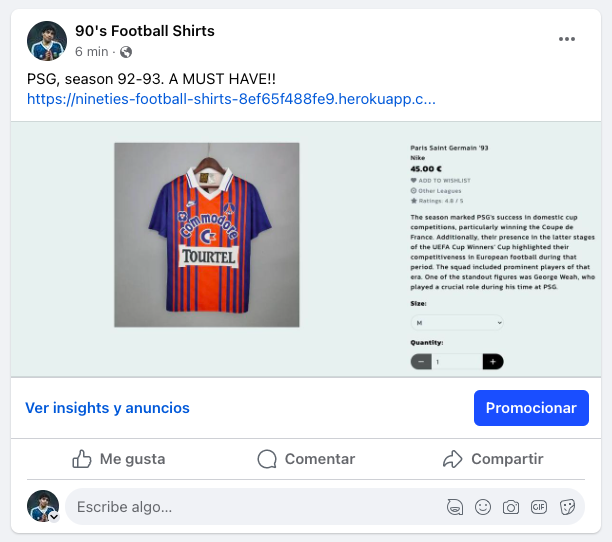 90's Football Shirts
6 min ·
PSG, season 92-93. A MUST HAVE!!
https://nineties-football-shirts-8ef65f488fe9.herokuapp.c...
Commodore
TOURTEL
Paris Saint Germain '93
Nike
45.00 €
ADD TO WISHLIST
Other Leagues
Ratings: 4.8 / 5
The season marked PSG's success in domestic cup
competitions, particularly winning the Coupe de
France. Additionally, their presence in the latter stages
of the UEFA Cup Winners' Cup highlighted their
competitiveness in European football during that
period. The squad included prominent players of that
era. One of the standout figures was George Weah, who
played a crucial role during his time at PSG.
Size:
M
Quantity:
1
Ver insights y anuncios
Promocionar
Me gusta
Comentar
Compartir
Escribe algo...
GIF